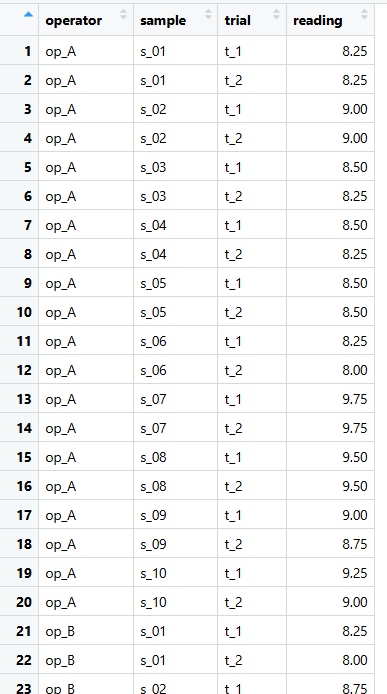 operator sample trial reading
1 op_A s_01 t_1 8.25
2 op_A s_01 t_2 8.25
3 op_A s_02 t_1 9.00
4 op_A s_02 t_2 9.00
5 op_A s_03 t_1 8.50
6 op_A s_03 t_2 8.25
7 op_A s_04 t_1 8.50
8 op_A s_04 t_2 8.25
9 op_A s_05 t_1 8.50
10 op_A s_05 t_2 8.50
11 op_A s_06 t_1 8.25
12 op_A s_06 t_2 8.00
13 op_A s_07 t_1 9.75
14 op_A s_07 t_2 9.75
15 op_A s_08 t_1 9.50
16 op_A s_08 t_2 9.50
17 op_A s_09 t_1 9.00
18 op_A s_09 t_2 8.75
19 op_A s_10 t_1 9.25
20 op_A s_10 t_2 9.00
21 op_B s_01 t_1 8.25
22 op_B s_01 t_2 8.00
23 op_B s_02 t_1 8.75